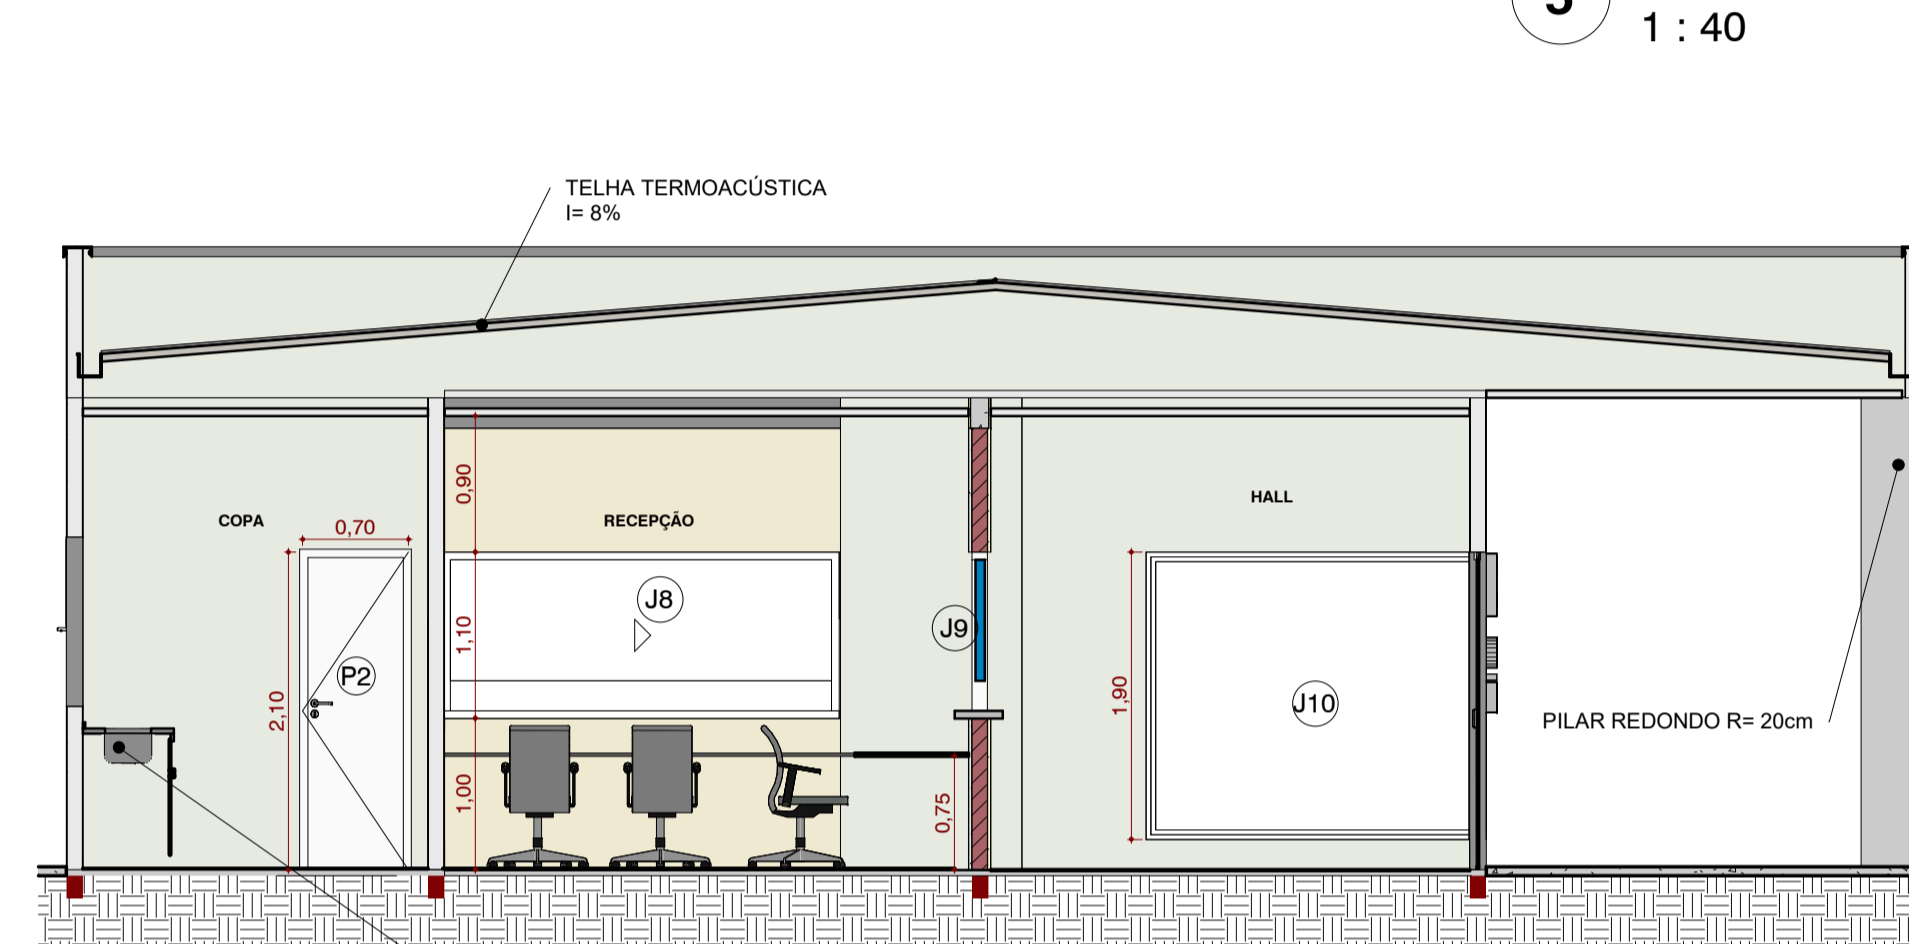 1 : 40
TELHA TERMOACÚSTICA
I= 8%
COPA
0,70
2,10
P2
0,90
1,10
1,00
RECEPÇÃO
J8
J9
0,75
HALL
1,90
J10
PILAR REDONDO R= 20cm